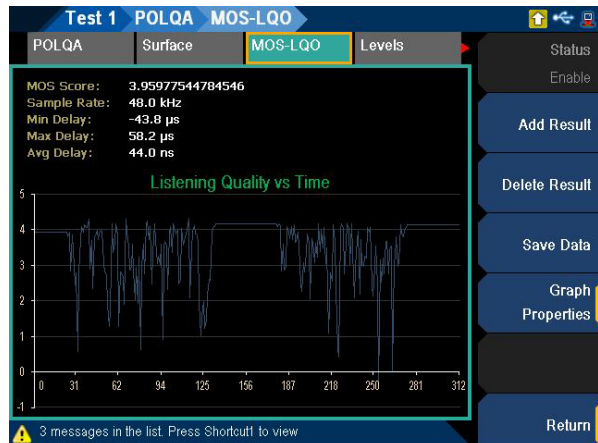 Test 1 POLQA MOS-LQO
POLQA Surface MOS-LQO Levels
Status
Enable
MOS Score: 3.95977544784546
Sample Rate: 48.0 kHz
Min Delay: -43.8 µs
Max Delay: 58.2 µs
Avg Delay: 44.0 ns
Add Result
Listening Quality vs Time
Delete Result
5
4
Save Data
3
Graph
Properties
2
1
0
0 31 62 94 125 156 187 218 250 281 312
-1
3 messages in the list. Press Shortcut1 to view
Return